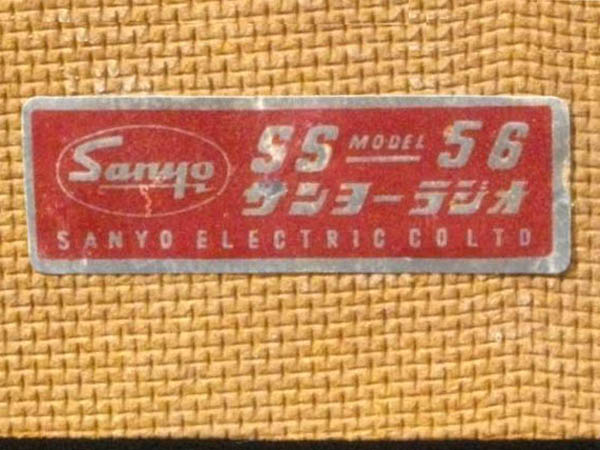 Sanyo
SS MODEL 56
サンヨーラジオ
SANYO ELECTRIC CO LTD